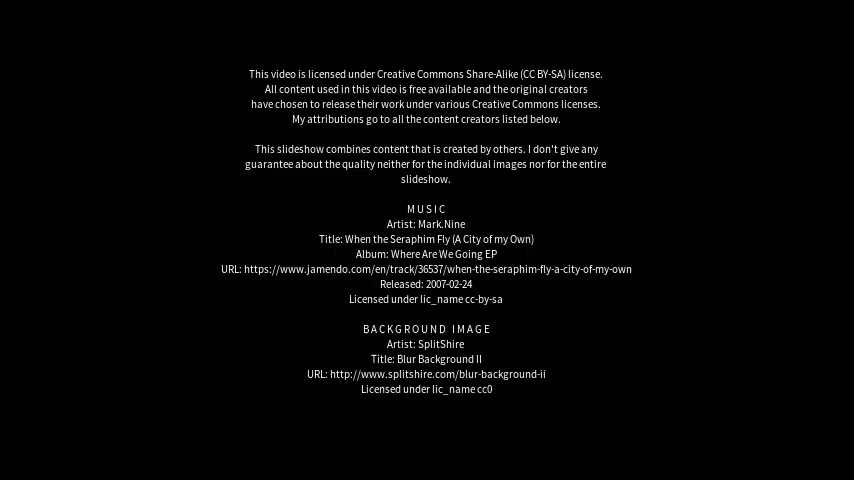 This video is licensed under Creative Commons Share-Alike (CC BY-SA) license.
All content used in this video is free available and the original creators
have chosen to release their work under various Creative Commons licenses.
My attributions go to all the content creators listed below.
This slideshow combines content that is created by others. I don't give any
guarantee about the quality neither for the individual images nor for the entire
slideshow.
MUSIC
Artist: Mark.Nine
Title: When the Seraphim Fly (A City of my Own)
Album: Where Are We Going EP
URL: https://www.jamendo.com/en/track/36537/when-the-seraphim-fly-a-city-of-my-own
Released: 2007-02-24
Licensed under lic_name cc-by-sa
BACKGROUND IMAGE
Artist: SplitShire
Title: Blur Background II
URL: http://www.splitshire.com/blur-background-ii
Licensed under lic_name cc0